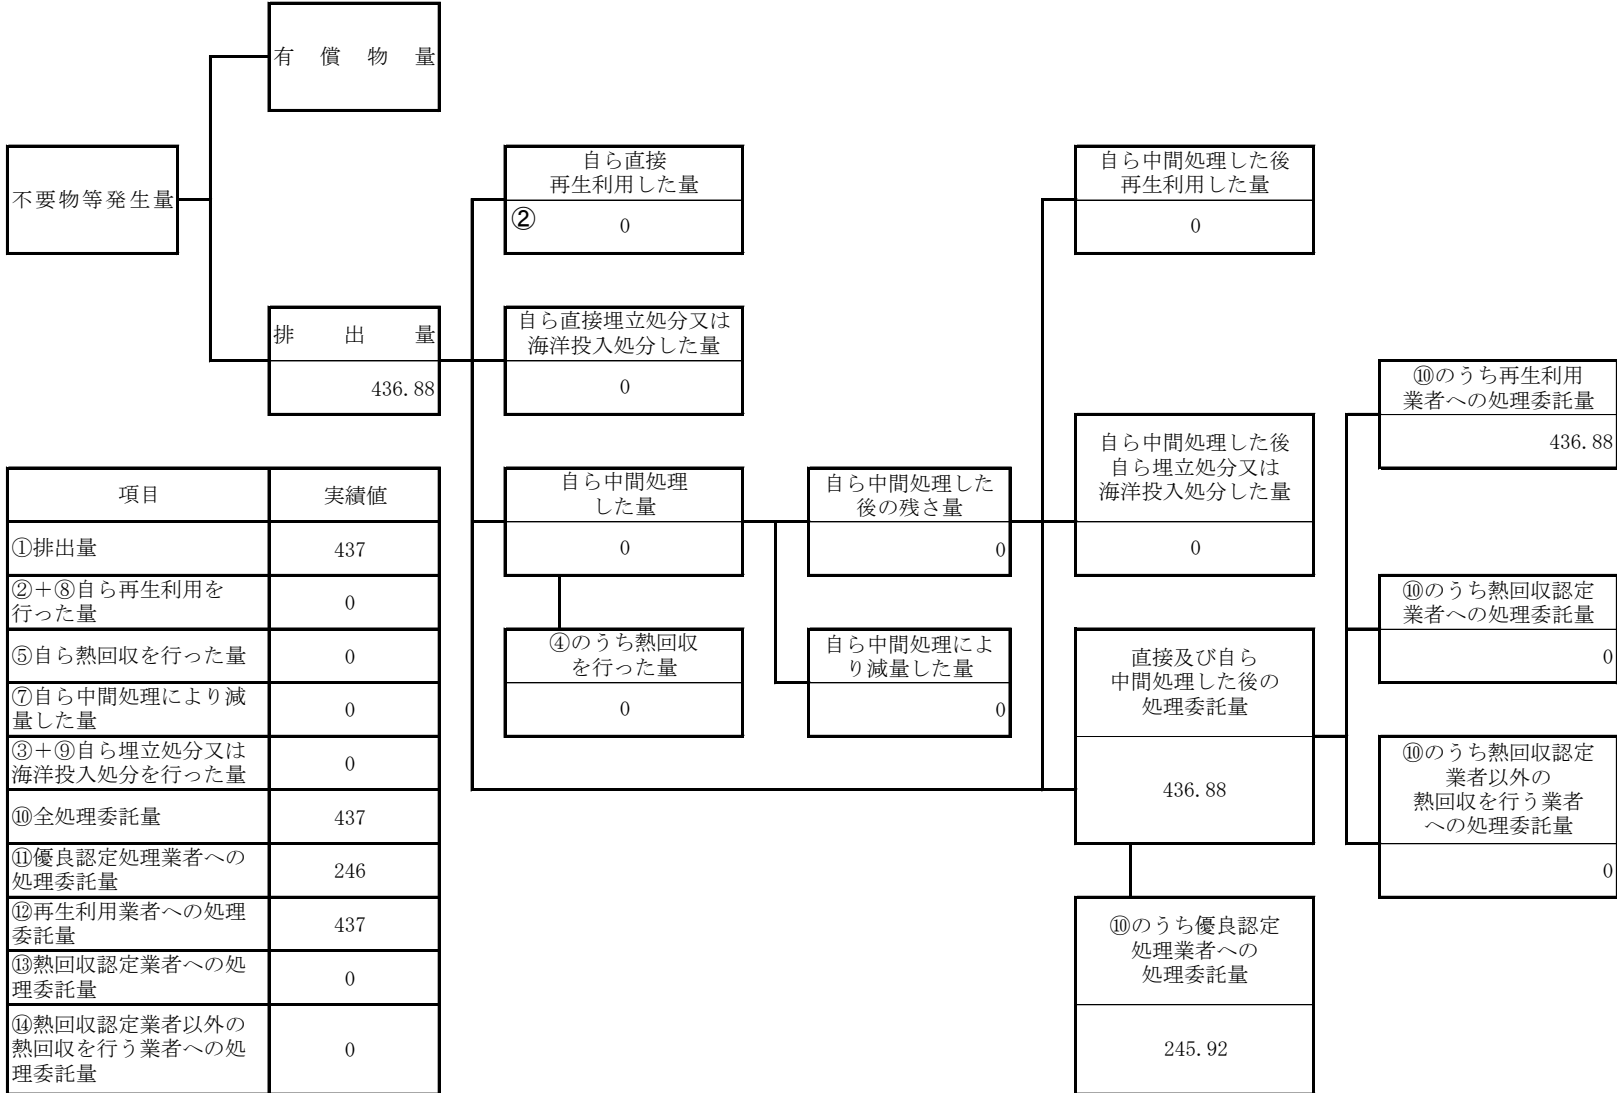 有償物量
不要物等発生量
自ら直接
再生利用した量
②
0
自ら中間処理した後
再生利用した量
0
排出量
436.88
自ら直接埋立処分又は
海洋投入処分した量
0
⑩のうち再生利用
業者への処理委託量
436.88
自ら中間処理
した量
0
自ら中間処理した
後の残さ量
0
自ら中間処理した後
自ら埋立処分又は
海洋投入処分した量
0
④のうち熱回収
を行った量
0
自ら中間処理によ
り減量した量
0
直接及び自ら
中間処理した後の
処理委託量
436.88
⑩のうち熱回収認定
業者への処理委託量
0
⑩のうち熱回収認定
業者以外の
熱回収を行う業者
への処理委託量
0
⑩のうち優良認定
処理業者への
処理委託量
245.92
項目 実績値
①排出量 437
②＋⑧自ら再生利用を
行った量 0
⑤自ら熱回収を行った量 0
⑦自ら中間処理により減
量した量 0
③＋⑨自ら埋立処分又は
海洋投入処分を行った量 0
⑩全処理委託量 437
⑪優良認定処理業者への
処理委託量 246
⑫再生利用業者への処理
委託量 437
⑬熱回収認定業者への処
理委託量 0
⑭熱回収認定業者以外の
熱回収を行う業者への処
理委託量 0